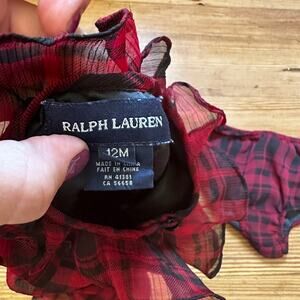 RALPH LAUREN
12M
MADE IN CHINA
FAIT EN CHINE
RN 41381
CA 56658